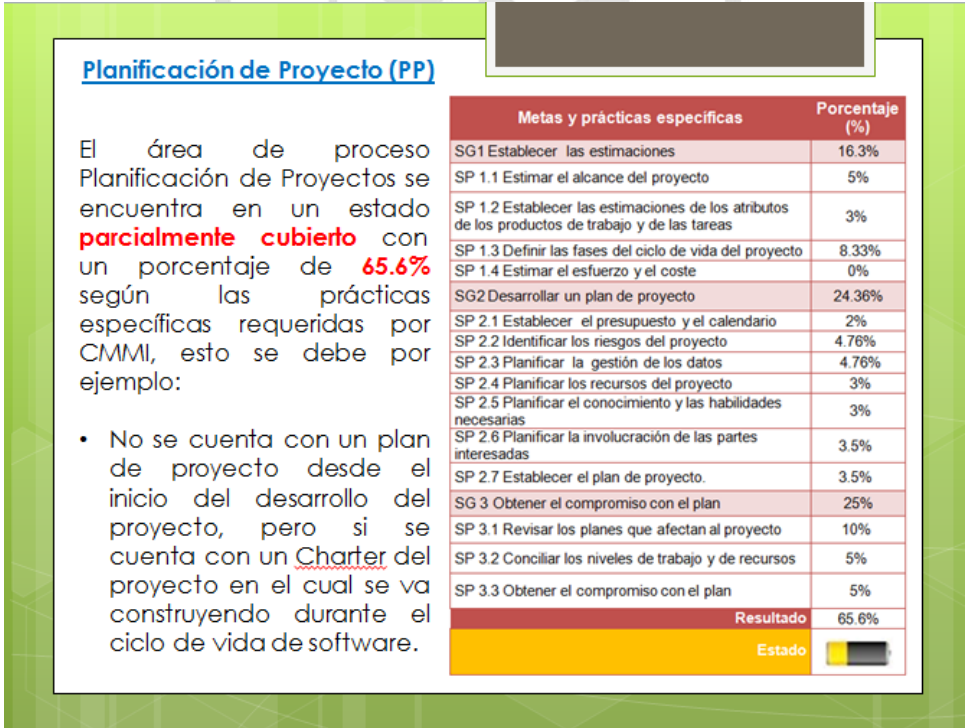 Planificación de Proyecto (PP)
El área de proceso
Planificación de Proyectos se
encuentra en un estado
parcialmente cubierto con
un porcentaje de 65.6%
según las prácticas
específicas requeridas por
CMMI, esto se debe por
ejemplo:
• No se cuenta con un plan
de proyecto desde el
inicio del desarrollo del
proyecto, pero si se
cuenta con un Charter del
proyecto en el cual se va
construyendo durante el
ciclo de vida de software.
Metas y prácticas específicas Porcentaje
(%)
SG1 Establecer las estimaciones 16.3%
SP 1.1 Estimar el alcance del proyecto 5%
SP 1.2 Establecer las estimaciones de los atributos
de los productos de trabajo y de las tareas 3%
SP 1.3 Definir las fases del ciclo de vida del proyecto 8.33%
SP 1.4 Estimar el esfuerzo y el coste 0%
SG2 Desarrollar un plan de proyecto 24.36%
SP 2.1 Establecer el presupuesto y el calendario 2%
SP 2.2 Identificar los riesgos del proyecto 4.76%
SP 2.3 Planificar la gestión de los datos 4.76%
SP 2.4 Planificar los recursos del proyecto 3%
SP 2.5 Planificar el conocimiento y las habilidades
necesarias 3%
SP 2.6 Planificar la involucración de las partes
interesadas 3.5%
SP 2.7 Establecer el plan de proyecto. 3.5%
SG 3 Obtener el compromiso con el plan 25%
SP 3.1 Revisar los planes que afectan al proyecto 10%
SP 3.2 Conciliar los niveles de trabajo y de recursos 5%
SP 3.3 Obtener el compromiso con el plan 5%
Resultado 65.6%
Estado